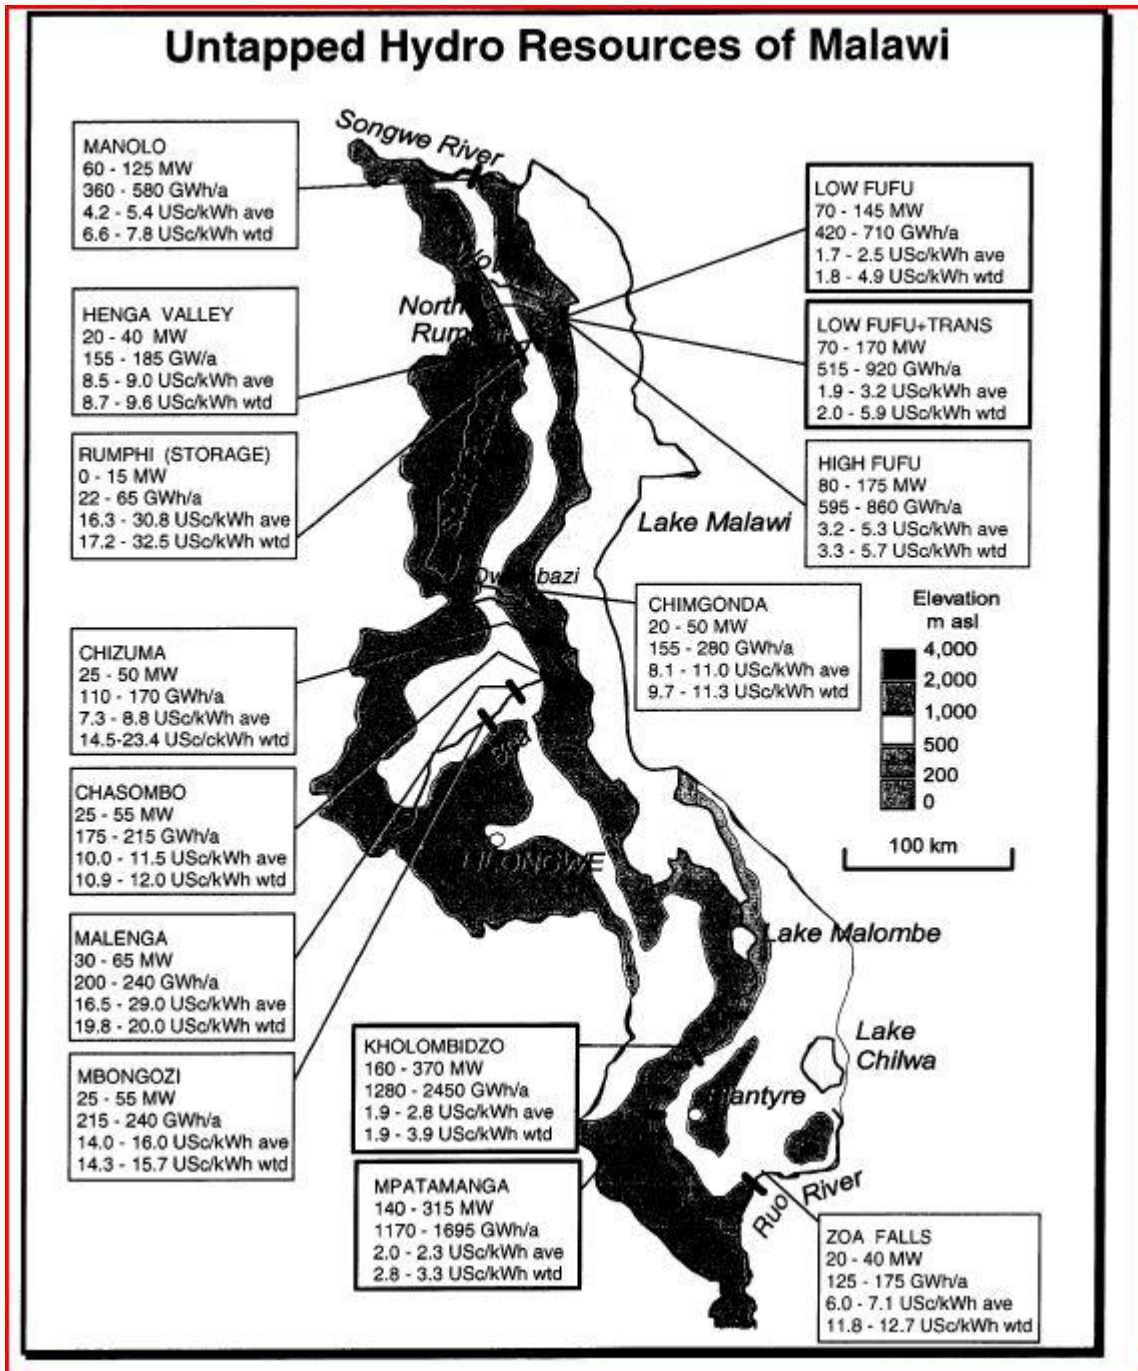 Untapped Hydro Resources of Malawi
Songwe River
MANOLO
60 - 125 MW
360 - 580 GWh/a
4.2 - 5.4 USc/kWh ave
6.6 - 7.8 USc/kWh wtd
LOW FUFU
70 - 145 MW
420 - 710 GWh/a
1.7 - 2.5 USc/kWh ave
1.8 - 4.9 USc/kWh wtd
HENGA VALLEY
20 - 40 MW
155 - 185 GW/a
8.5 - 9.0 USc/kWh ave
8.7 - 9.6 USc/kWh wtd
North
LOW FUFU+TRANS
70 - 170 MW
515 - 920 GWh/a
1.9 - 3.2 USc/kWh ave
2.0 - 5.9 USc/kWh wtd
RUMPHI (STORAGE)
0 - 15 MW
22 - 65 GWh/a
16.3 - 30.8 USc/kWh ave
17.2 - 32.5 USc/kWh wtd
HIGH FUFU
80 - 175 MW
595 - 860 GWh/a
3.2 - 5.3 USc/kWh ave
3.3 - 5.7 USc/kWh wtd
Lake Malawi
CHIMGONDA
20 - 50 MW
155 - 280 GWh/a
8.1 - 11.0 USc/kWh ave
9.7 - 11.3 USc/kWh wtd
Elevation
m asl
4,000
2,000
1,000
500
200
0
100 km
CHIZUMA
25 - 50 MW
110 - 170 GWh/a
7.3 - 8.8 USc/kWh ave
14.5-23.4 USc/ckWh wtd
CHASOMBO
25 - 55 MW
175 - 215 GWh/a
10.0 - 11.5 USc/kWh ave
10.9 - 12.0 USc/kWh wtd
LILONGWE
MALENGA
30 - 65 MW
200 - 240 GWh/a
16.5 - 29.0 USc/kWh ave
19.8 - 20.0 USc/kWh wtd
Lake Malombe
Lake
Chilwa
MBONGOZI
25 - 55 MW
215 - 240 GWh/a
14.0 - 16.0 USc/kWh ave
14.3 - 15.7 USc/kWh wtd
KHOLOMBIDZO
160 - 370 MW
1280 - 2450 GWh/a
1.9 - 2.8 USc/kWh ave
1.9 - 3.9 USc/kWh wtd
Blantyre
MPATAMANGA
140 - 315 MW
1170 - 1695 GWh/a
2.0 - 2.3 USc/kWh ave
2.8 - 3.3 USc/kWh wtd
Ruo River
ZOA FALLS
20 - 40 MW
125 - 175 GWh/a
6.0 - 7.1 USc/kWh ave
11.8 - 12.7 USc/kWh wtd